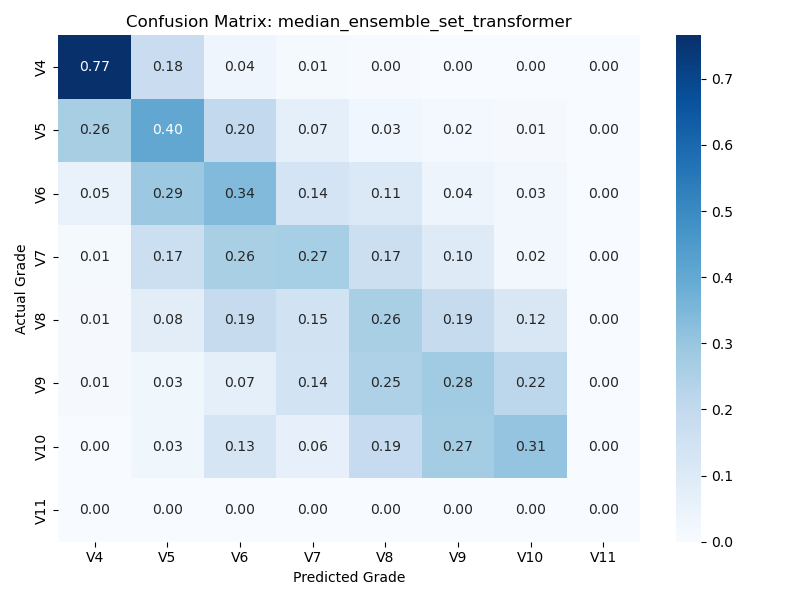 Confusion Matrix: median_ensemble_set_transformer
V4 0.77 0.18 0.04 0.01 0.00 0.00 0.00 0.00
V5 0.26 0.40 0.20 0.07 0.03 0.02 0.01 0.00
V6 0.05 0.29 0.34 0.14 0.11 0.04 0.03 0.00
V7 0.01 0.17 0.26 0.27 0.17 0.10 0.02 0.00
V8 0.01 0.08 0.19 0.15 0.26 0.19 0.12 0.00
V9 0.01 0.03 0.07 0.14 0.25 0.28 0.22 0.00
V10 0.00 0.03 0.13 0.06 0.19 0.27 0.31 0.00
V11 0.00 0.00 0.00 0.00 0.00 0.00 0.00 0.00
V4 V5 V6 V7 V8 V9 V10 V11
Predicted Grade
Actual Grade
0.7
0.6
0.5
0.4
0.3
0.2
0.1
0.0